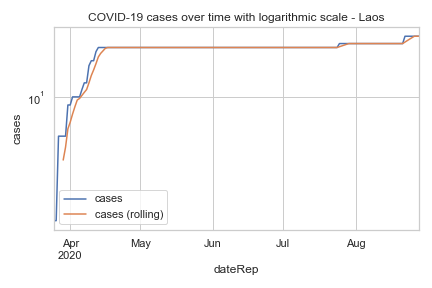 COVID-19 cases over time with logarithmic scale - Laos
cases
10¹
cases
cases (rolling)
Apr
2020
May
Jun
Jul
Aug
dateRep